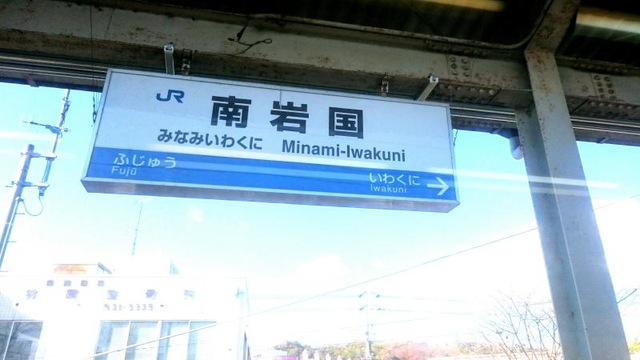 JR 南岩国
みなみいわくに Minami-Iwakuni
ふじゅう いわくに
Fujū Iwakuni